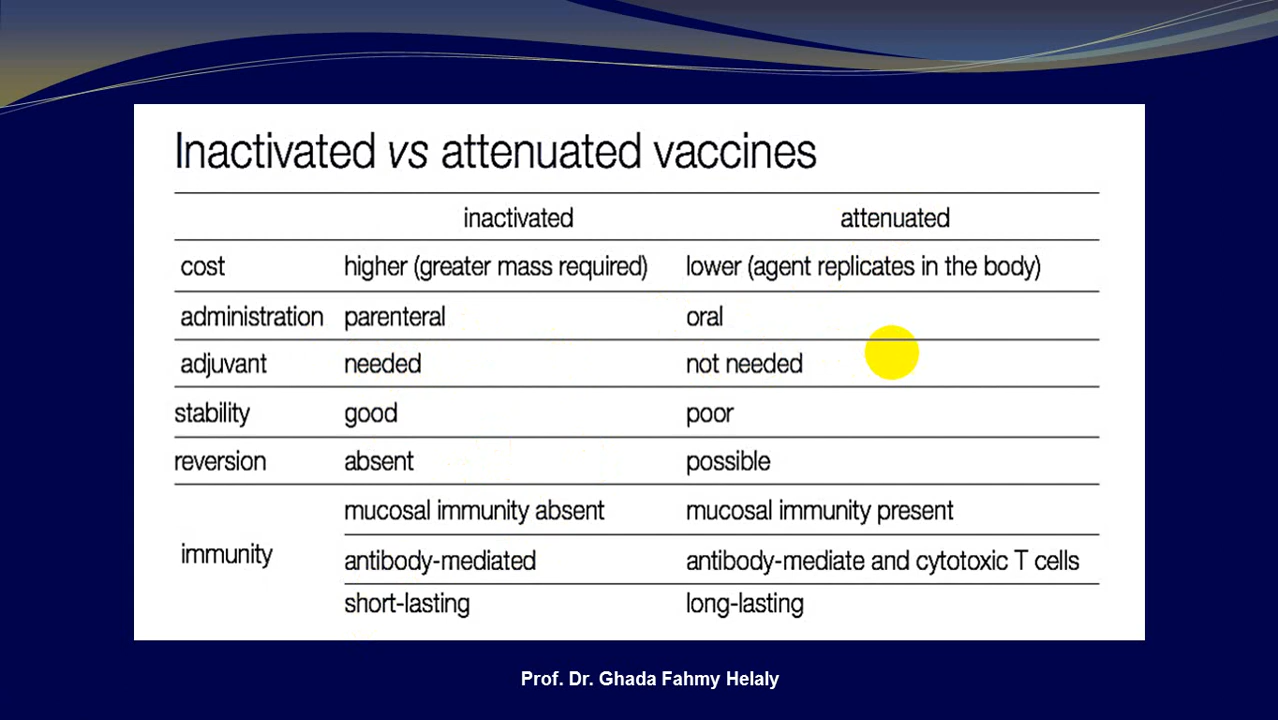 Inactivated vs attenuated vaccines
inactivated attenuated
cost higher (greater mass required) lower (agent replicates in the body)
administration parenteral oral
adjuvant needed not needed
stability good poor
reversion absent possible
mucosal immunity absent mucosal immunity present
immunity antibody-mediated antibody-mediate and cytotoxic T cells
short-lasting long-lasting
Prof. Dr. Ghada Fahmy Helaly